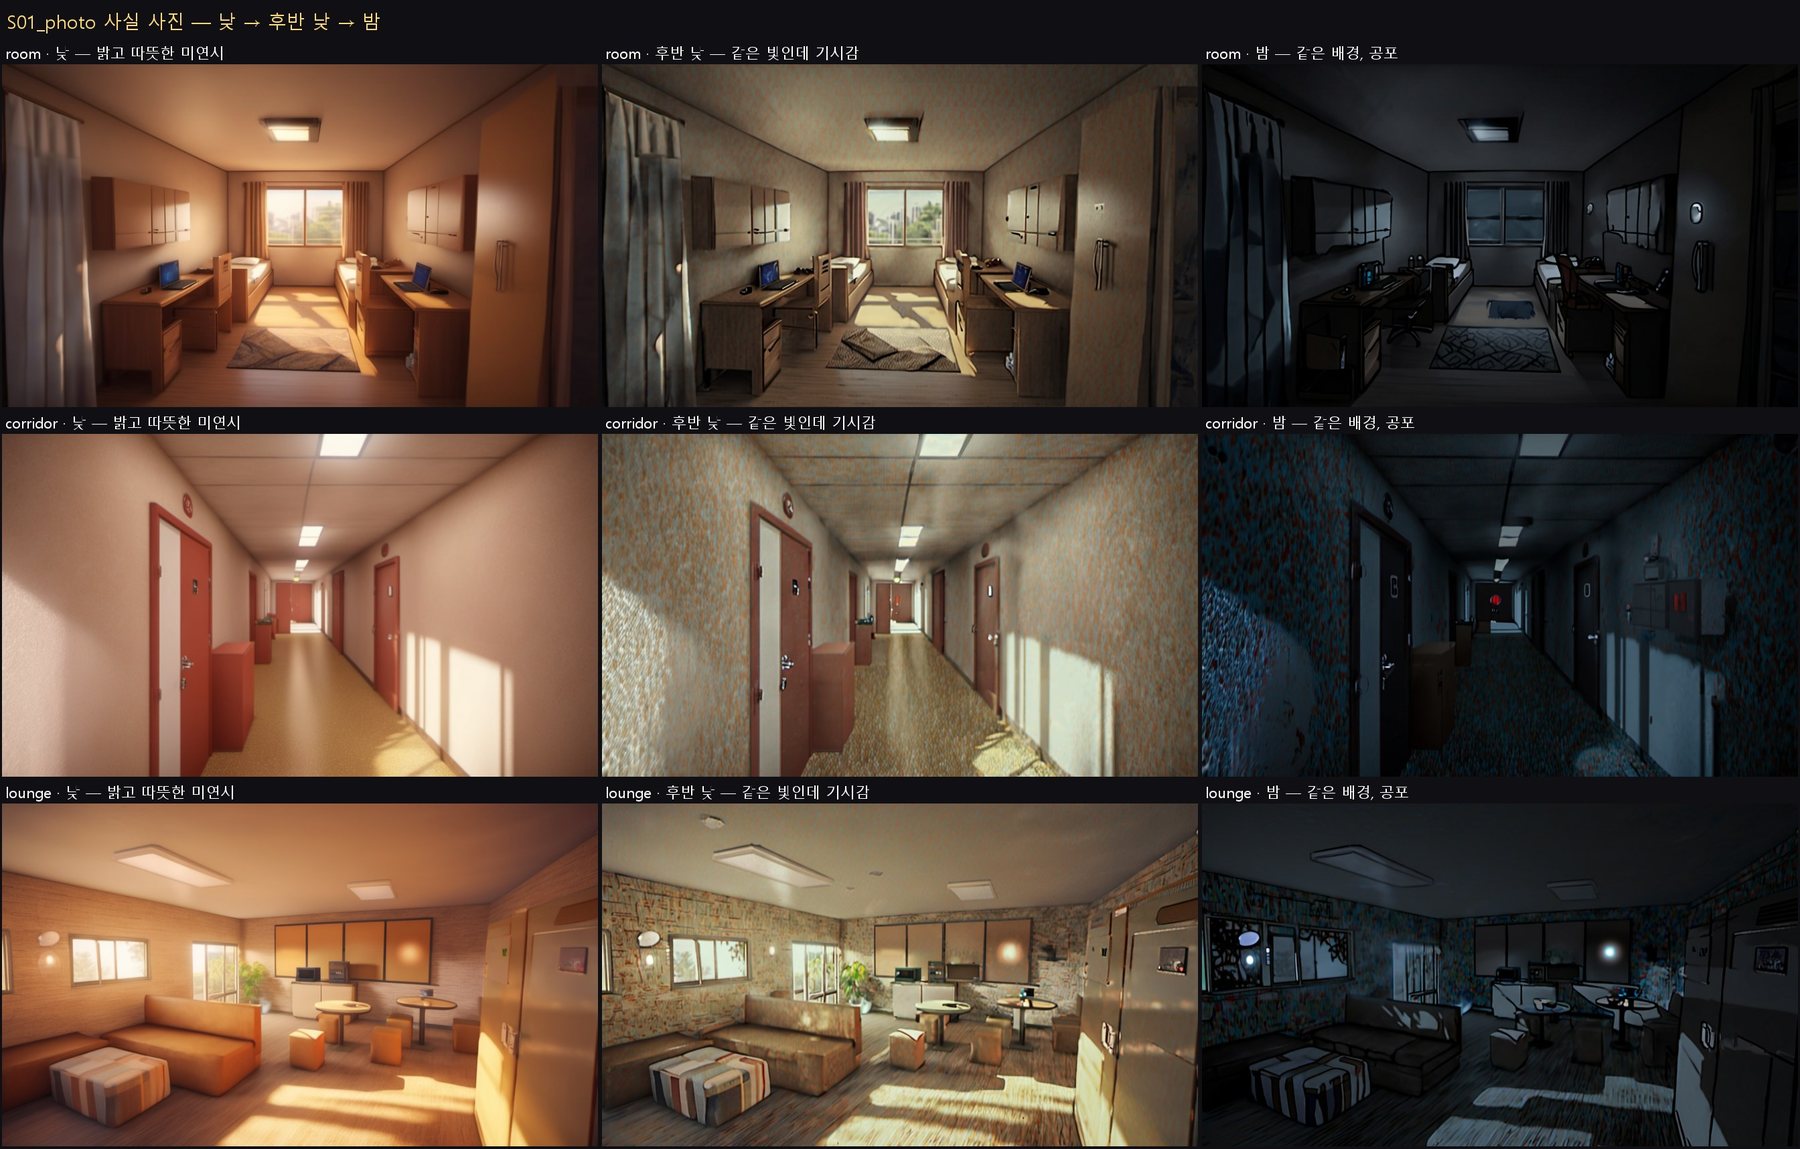 S01_photo 사실 사진 — 낮 → 후반 낮 → 밤
room · 낮 — 밝고 따뜻한 미연시
room · 후반 낮 — 같은 빛인데 기시감
room · 밤 — 같은 배경, 공포
corridor · 낮 — 밝고 따뜻한 미연시
corridor · 후반 낮 — 같은 빛인데 기시감
corridor · 밤 — 같은 배경, 공포
lounge · 낮 — 밝고 따뜻한 미연시
lounge · 후반 낮 — 같은 빛인데 기시감
lounge · 밤 — 같은 배경, 공포